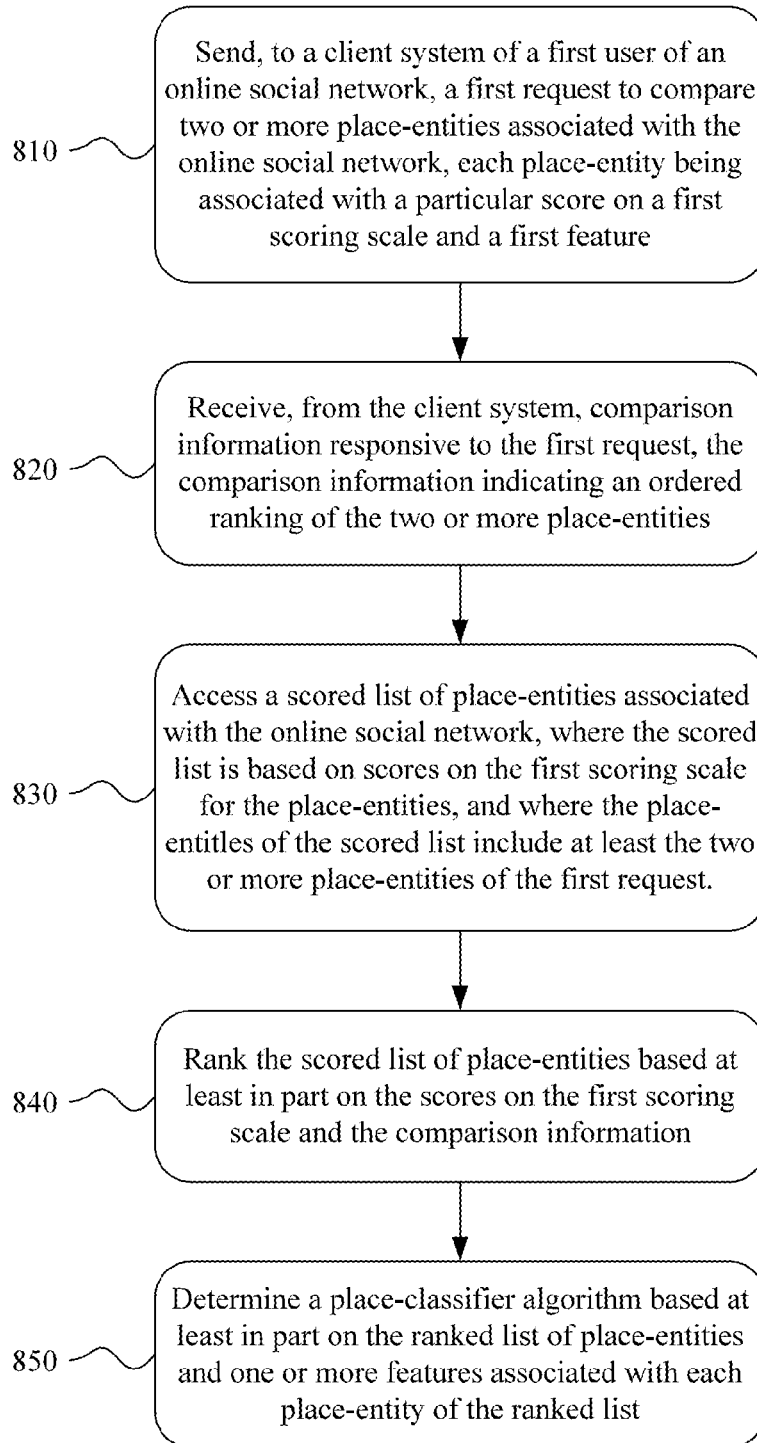 Send, to a client system of a first user of an
online social network, a first request to compare
two or more place-entities associated with the
online social network, each place-entity being
associated with a particular score on a first
scoring scale and a first feature
810
Receive, from the client system, comparison
information responsive to the first request, the
comparison information indicating an ordered
ranking of the two or more place-entities
820
Access a scored list of place-entities associated
with the online social network, where the scored
list is based on scores on the first scoring scale
for the place-entities, and where the place-
entitles of the scored list include at least the two
or more place-entities of the first request.
830
Rank the scored list of place-entities based at
least in part on the scores on the first scoring
scale and the comparison information
840
Determine a place-classifier algorithm based at
least in part on the ranked list of place-entities
and one or more features associated with each
place-entity of the ranked list
850